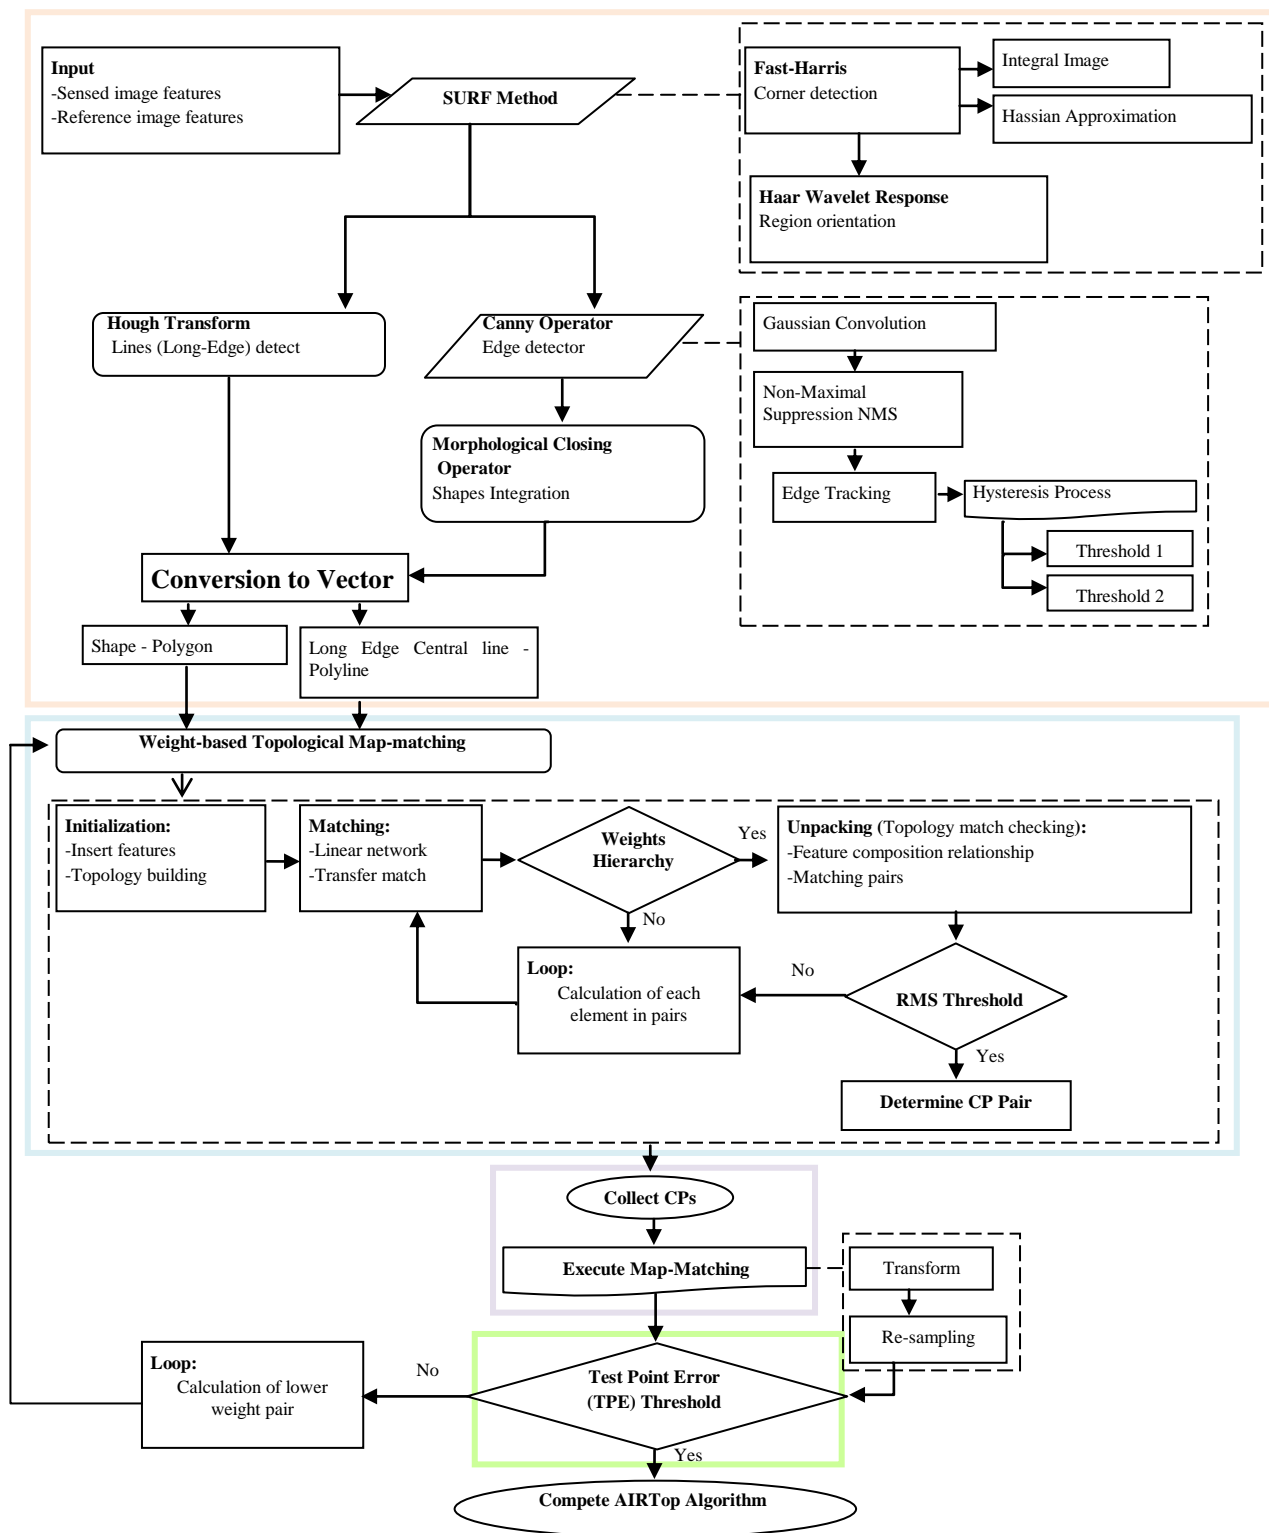 Input
-Sensed image features
-Reference image features
SURF Method
Fast-Harris
Corner detection
Integral Image
Hassian Approximation
Haar Wavelet Response
Region orientation
Hough Transform
Lines (Long-Edge) detect
Canny Operator
Edge detector
Gaussian Convolution
Non-Maximal
Suppression NMS
Edge Tracking
Hysteresis Process
Threshold 1
Threshold 2
Morphological Closing
Operator
Shapes Integration
Conversion to Vector
Shape - Polygon
Long Edge Central line -
Polyline
Weight-based Topological Map-matching
Initialization:
-Insert features
-Topology building
Matching:
-Linear network
-Transfer match
Weights
Hierarchy
Yes
No
Unpacking (Topology match checking):
-Feature composition relationship
-Matching pairs
Loop:
Calculation of each
element in pairs
No
RMS Threshold
Yes
Determine CP Pair
Collect CPs
Execute Map-Matching
Transform
Re-sampling
Loop:
Calculation of lower
weight pair
No
Test Point Error
(TPE) Threshold
Yes
Compete AIRTop Algorithm